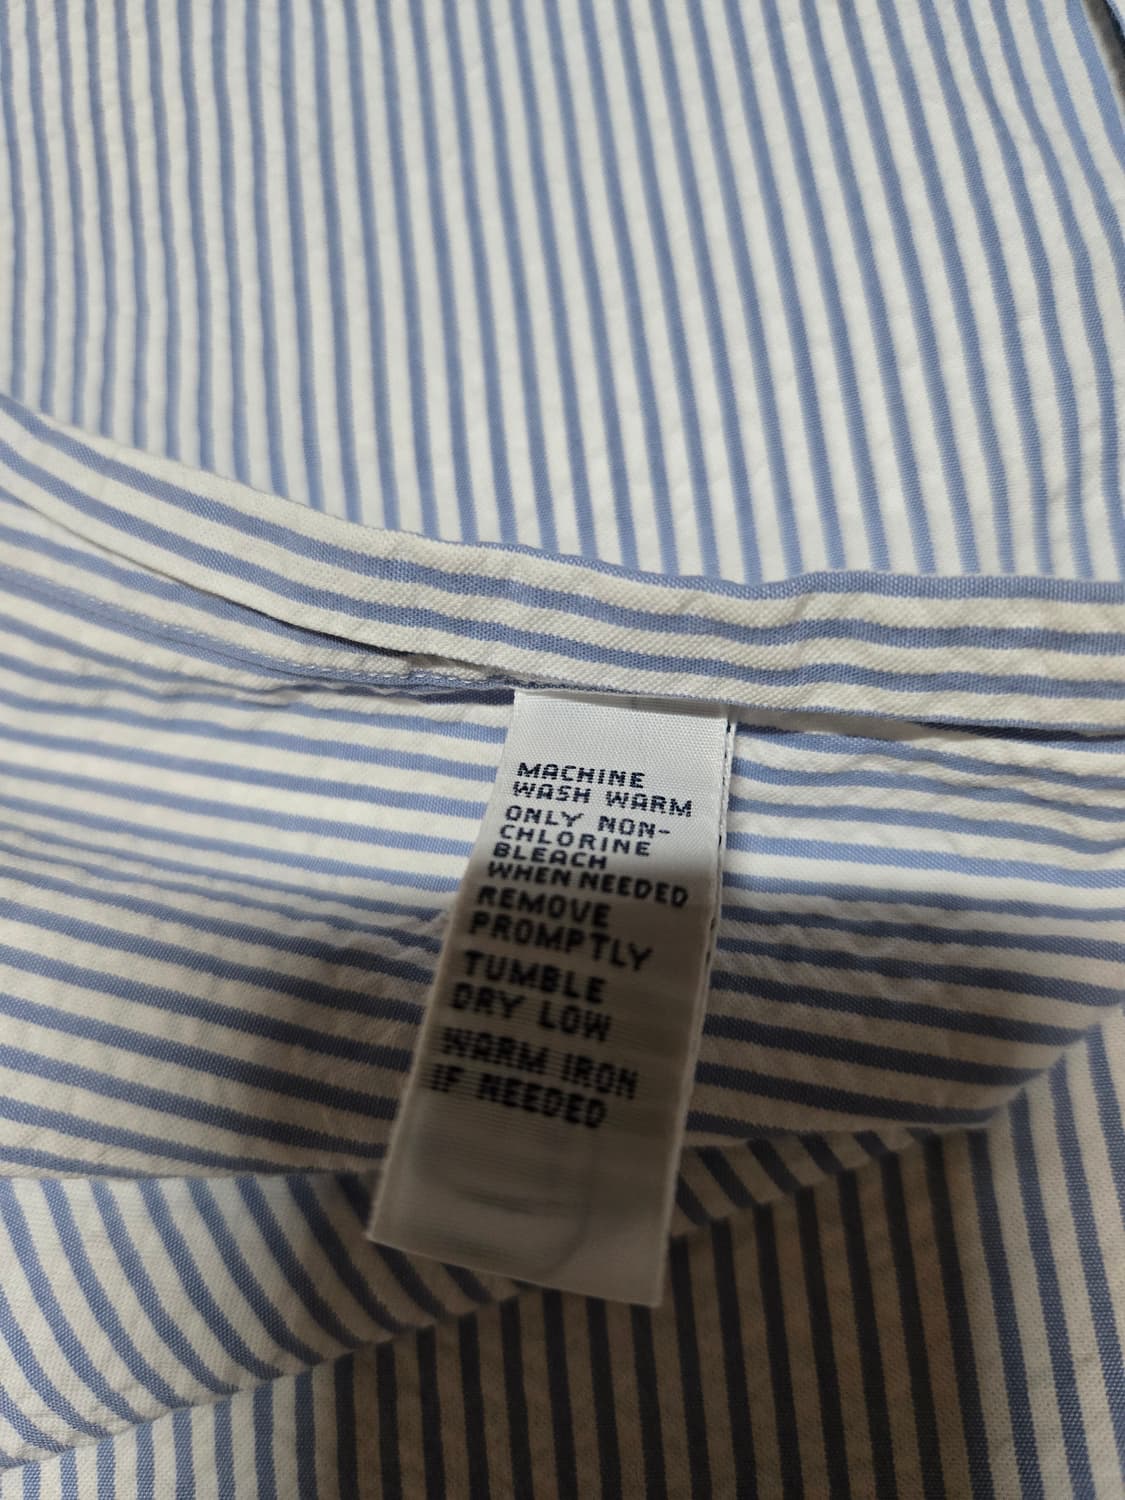 MACHINE
WASH WARM
ONLY NON-
CHLORINE
BLEACH
WHEN NEEDED
REMOVE
PROMPTLY
TUMBLE
DRY LOW
WARM IRON
IF NEEDED